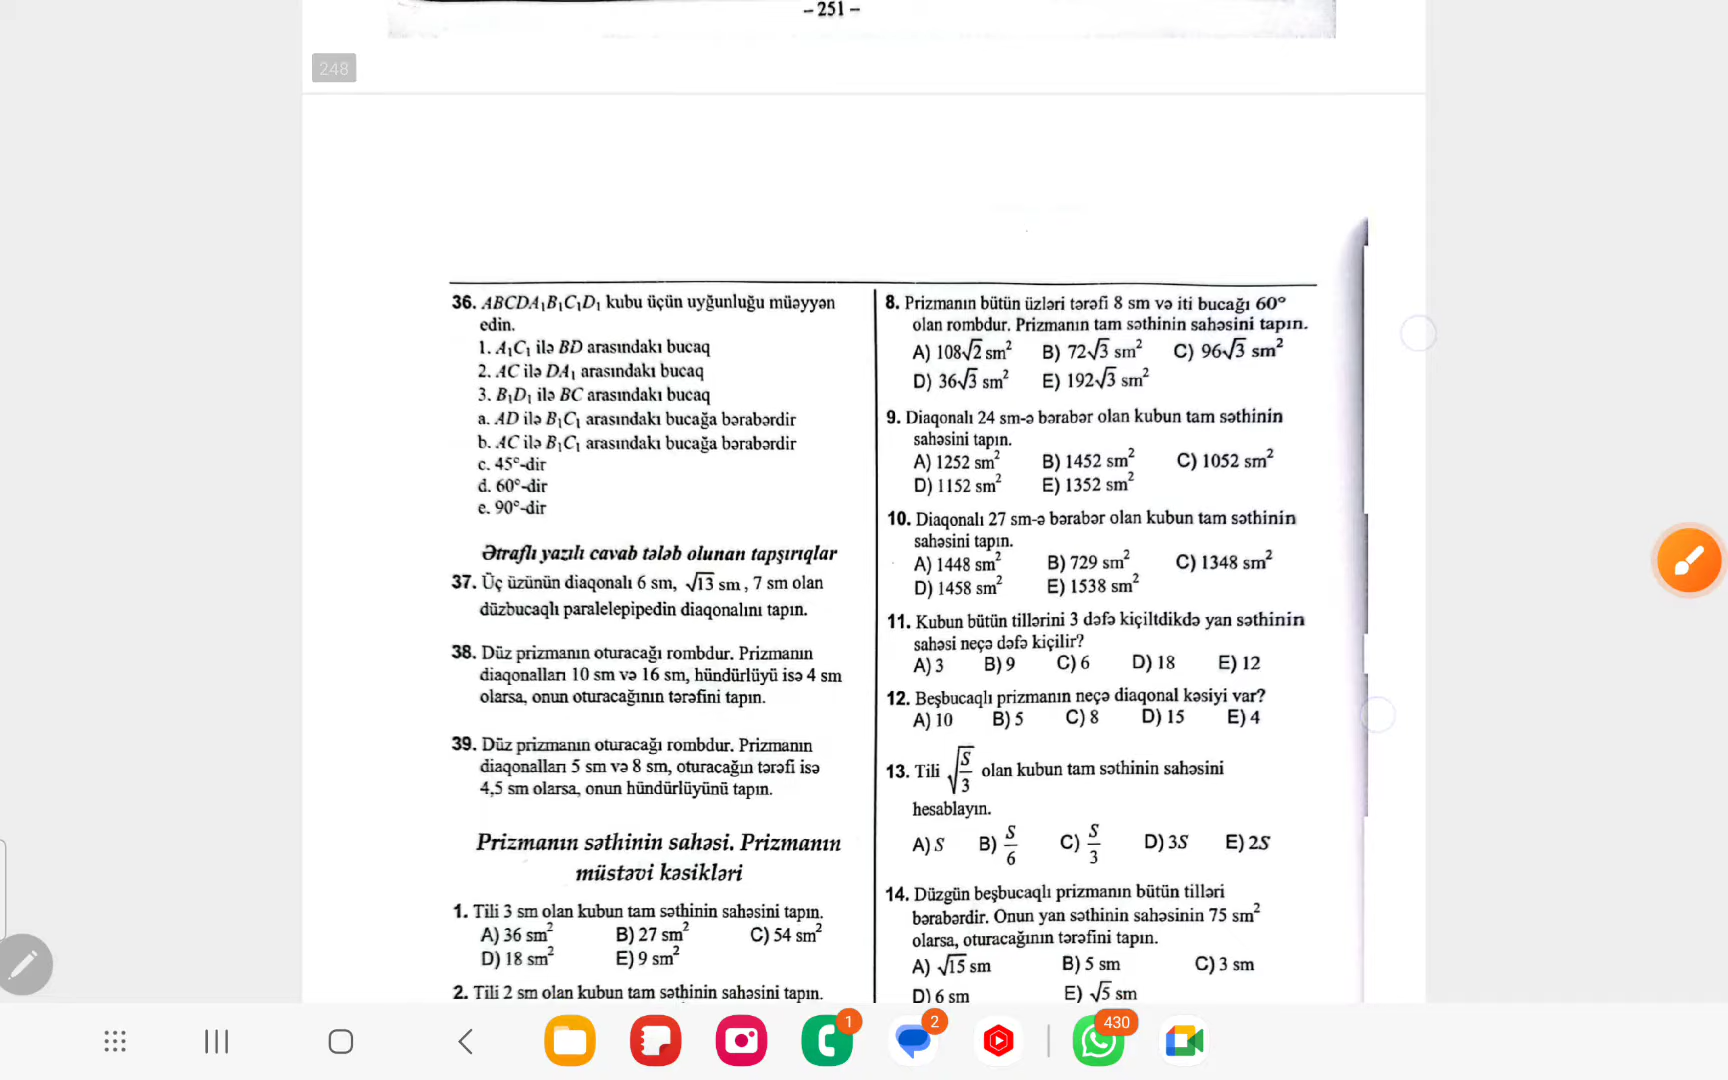 – 251 –
248
36. ABCDA₁B₁C₁D₁ kubu üçün uyğunluğu müəyyən
edin.
1. A₁C₁ ilə BD arasındakı bucaq
2. AC ilə DA₁ arasındakı bucaq
3. B₁D₁ ilə BC arasındakı bucaq
a. AD ilə B₁C₁ arasındakı bucağa bərabərdir
b. AC ilə B₁C₁ arasındakı bucağa bərabərdir
c. 45°-dir
d. 60°-dir
e. 90°-dir
Ətraflı yazılı cavab tələb olunan tapşırıqlar
37. Üç üzünün diaqonalı 6 sm, √13 sm, 7 sm olan
düzbucaqlı paralelepipedin diaqonalını tapın.
38. Düz prizmanın oturacağı rombdur. Prizmanın
diaqonalları 10 sm və 16 sm, hündürlüyü isə 4 sm
olarsa, onun oturacağının tərəfini tapın.
39. Düz prizmanın oturacağı rombdur. Prizmanın
diaqonalları 5 sm və 8 sm, oturacağın tərəfi isə
4,5 sm olarsa, onun hündürlüyünü tapın.
Prizmanın səthinin sahəsi. Prizmanın
müstəvi kəsikləri
1. Tili 3 sm olan kubun tam səthinin sahəsini tapın.
A) 36 sm² B) 27 sm² C) 54 sm²
D) 18 sm² E) 9 sm²
2. Tili 2 sm olan kubun tam səthinin sahəsini tapın.
8. Prizmanın bütün üzləri tərəfi 8 sm və iti bucağı 60°
olan rombdur. Prizmanın tam səthinin sahəsini tapın.
A) 108√2 sm² B) 72√3 sm² C) 96√3 sm²
D) 36√3 sm² E) 192√3 sm²
9. Diaqonalı 24 sm-ə bərabər olan kubun tam səthinin
sahəsini tapın.
A) 1252 sm² B) 1452 sm² C) 1052 sm²
D) 1152 sm² E) 1352 sm²
10. Diaqonalı 27 sm-ə bərabər olan kubun tam səthinin
sahəsini tapın.
A) 1448 sm² B) 729 sm² C) 1348 sm²
D) 1458 sm² E) 1538 sm²
11. Kubun bütün tillərini 3 dəfə kiçiltdikdə yan səthinin
sahəsi neçə dəfə kiçilir?
A) 3 B) 9 C) 6 D) 18 E) 12
12. Beşbucaqlı prizmanın neçə diaqonal kəsiyi var?
A) 10 B) 5 C) 8 D) 15 E) 4
13. Tili √(S/3) olan kubun tam səthinin sahəsini
hesablayın.
A) S B) S/6 C) S/3 D) 3S E) 2S
14. Düzgün beşbucaqlı prizmanın bütün tilləri
bərabərdir. Onun yan səthinin sahəsinin 75 sm²
olarsa, oturacağının tərəfini tapın.
A) √15 sm B) 5 sm C) 3 sm
D) 6 sm E) √5 sm
1
2
430